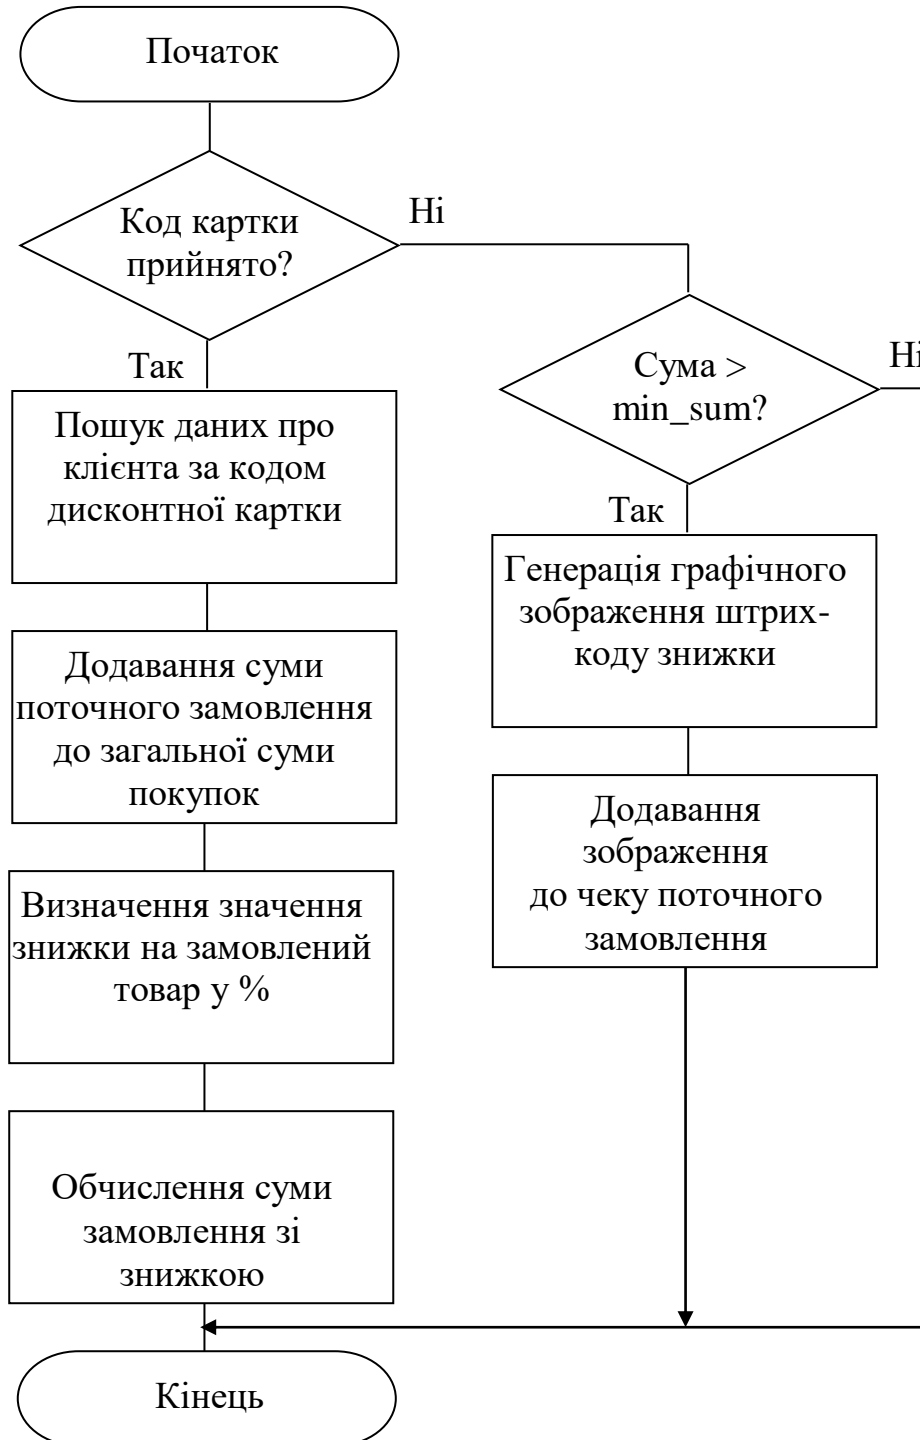 Початок
Код картки
прийнято?
Ні
Так
Пошук даних про
клієнта за кодом
дисконтної картки
Додавання суми
поточного замовлення
до загальної суми
покупок
Визначення значення
знижки на замовлений
товар у %
Обчислення суми
замовлення зі
знижкою
Сума >
min_sum?
Ні
Так
Генерація графічного
зображення штрих-
коду знижки
Додавання
зображення
до чеку поточного
замовлення
Кінець